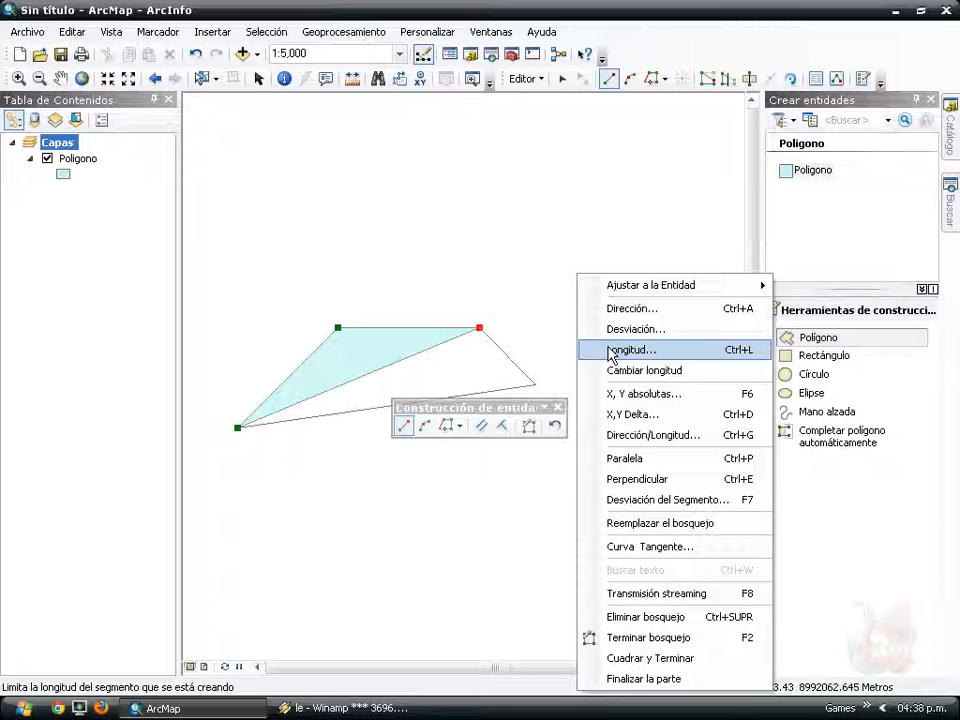 Sin título - ArcMap - ArcInfo
Archivo Editar Vista Marcador Insertar Selección Geoprocesamiento Personalizar Ventanas Ayuda
1:5,000
Editor
Tabla de Contenidos
Capas
Poligono
Crear entidades
<Buscar>
Poligono
Poligono
Catálogo
Buscar
Herramientas de construcci...
Polígono
Rectángulo
Círculo
Elipse
Mano alzada
Completar polígono
automáticamente
Construcción de entida
Ajustar a la Entidad
Dirección... Ctrl+A
Desviación...
Longitud... Ctrl+L
Cambiar longitud
X, Y absolutas... F6
X,Y Delta... Ctrl+D
Dirección/Longitud... Ctrl+G
Paralela Ctrl+P
Perpendicular Ctrl+E
Desviación del Segmento... F7
Reemplazar el bosquejo
Curva Tangente...
Buscar texto Ctrl+W
Transmisión streaming F8
Eliminar bosquejo Ctrl+SUPR
Terminar bosquejo F2
Cuadrar y Terminar
Finalizar la parte
Limita la longitud del segmento que se está creando
3.43 8992062.645 Metros
Start
ArcMap
le - Winamp *** 3696....
Games
04:38 p.m.